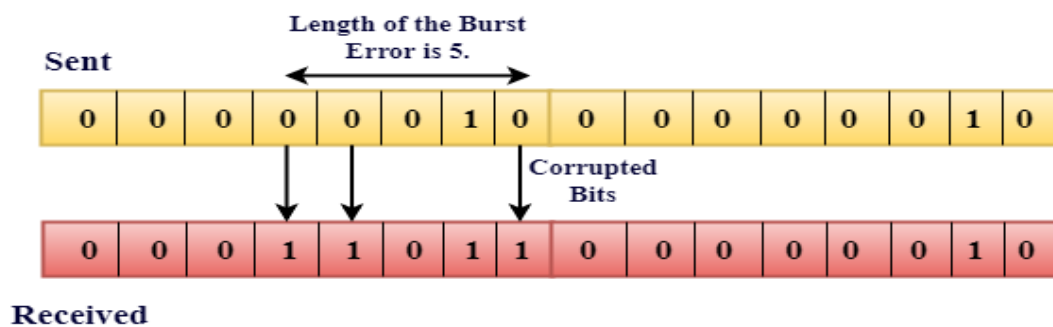 Length of the Burst
Error is 5.
Sent
0 0 0 0 0 0 1 0 0 0 0 0 0 0 1 0
Corrupted
Bits
0 0 0 1 1 0 1 1 0 0 0 0 0 0 1 0
Received